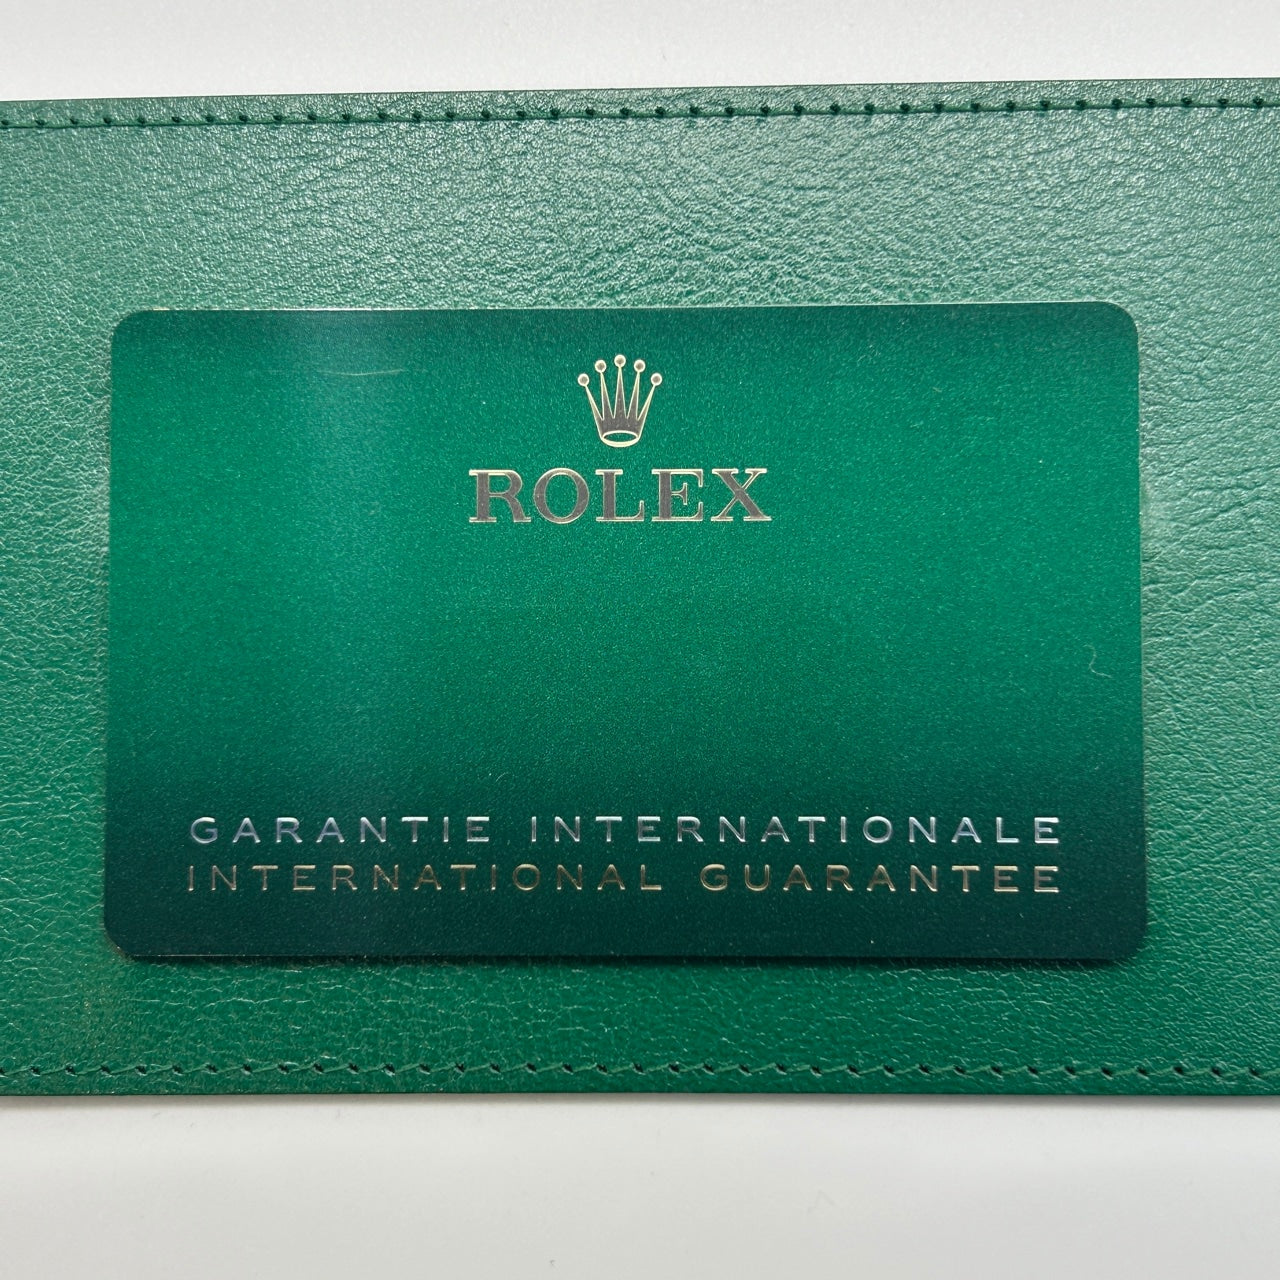 ROLEX
GARANTIE INTERNATIONALE
INTERNATIONAL GUARANTEE